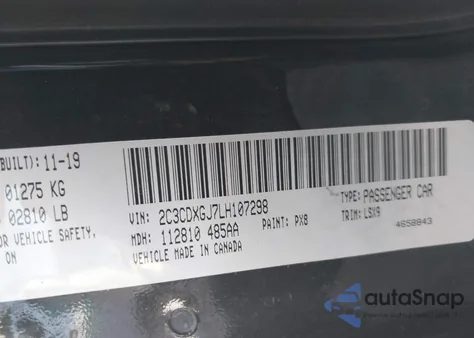 BUILT): 11-19
01275 KG
02810 LB
OR VEHICLE SAFETY,
ON
VIN: 2C3CDXGJ7LH107298
MDH: 112810 485AA
VEHICLE MADE IN CANADA
PAINT: PX8
TYPE: PASSENGER CAR
TRIM: L9X9
4658843
autoSnap